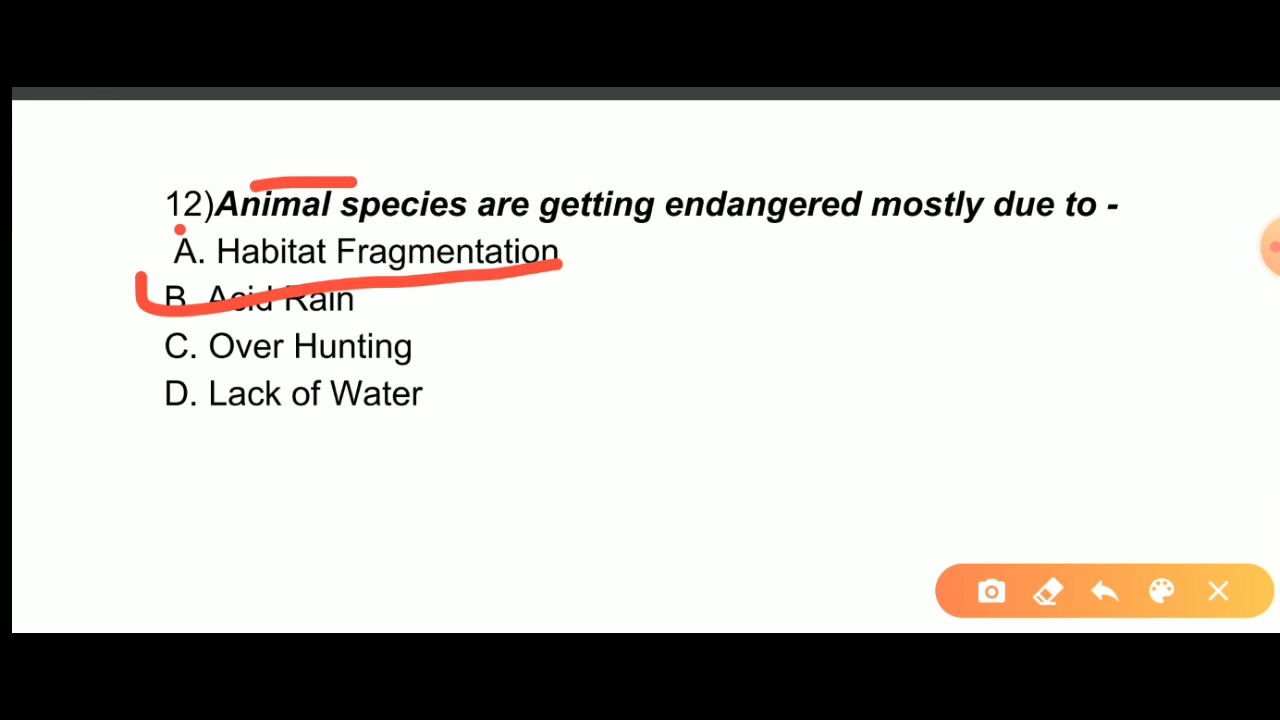 12)Animal species are getting endangered mostly due to -
A. Habitat Fragmentation
B. Acid Rain
C. Over Hunting
D. Lack of Water